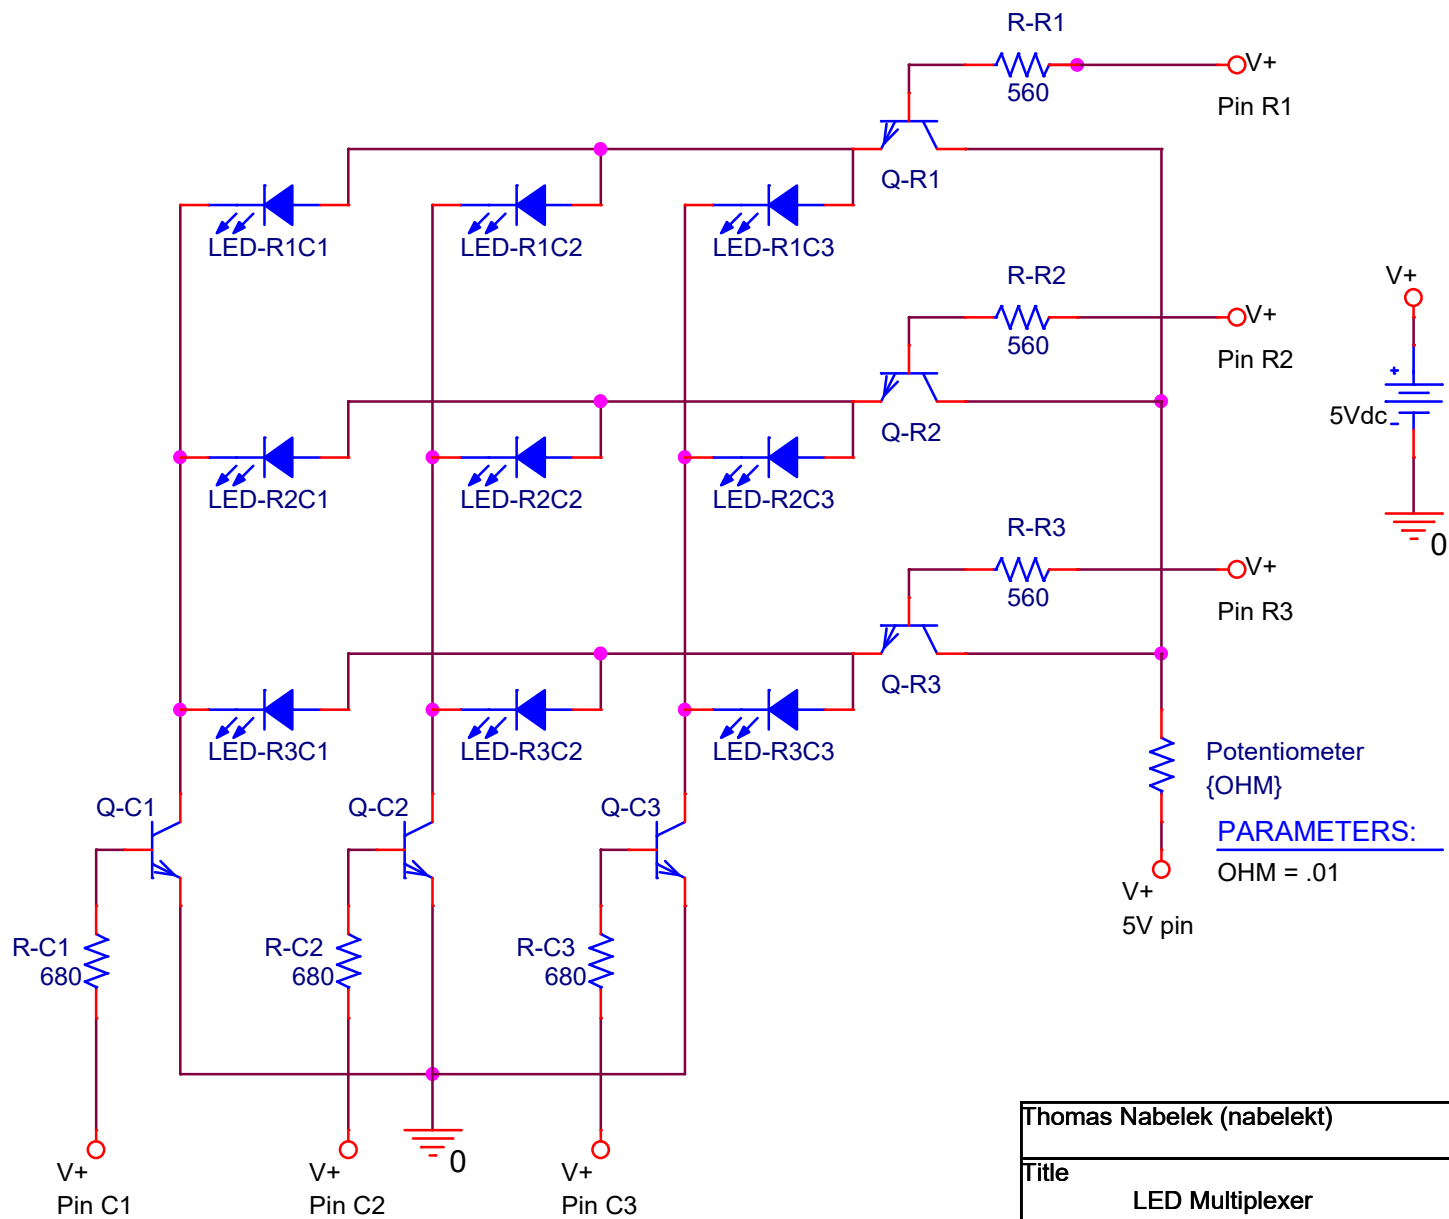 R-R1
560
V+
Pin R1
Q-R1
LED-R1C1
LED-R1C2
LED-R1C3
R-R2
560
V+
Pin R2
Q-R2
LED-R2C1
LED-R2C2
LED-R2C3
V+
+
5Vdc
-
0
R-R3
560
V+
Pin R3
Q-R3
LED-R3C1
LED-R3C2
LED-R3C3
Potentiometer
{OHM}
PARAMETERS:
OHM = .01
V+
5V pin
Q-C1
Q-C2
Q-C3
R-C1
680
R-C2
680
R-C3
680
V+
Pin C1
V+
Pin C2
0
V+
Pin C3
Thomas Nabelek (nabelekt)
Title
LED Multiplexer